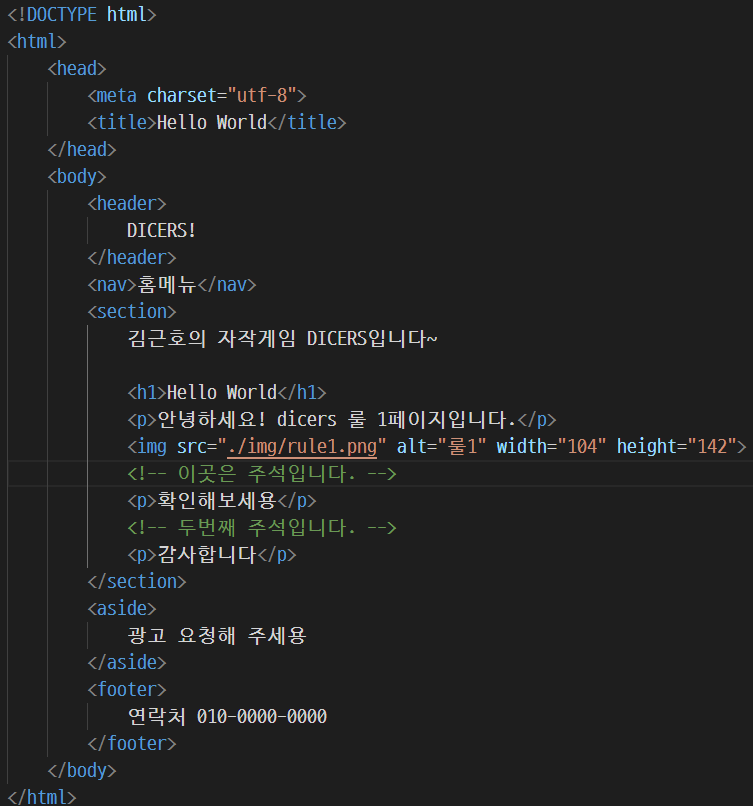 <!DOCTYPE html>
<html>
    <head>
        <meta charset="utf-8">
        <title>Hello World</title>
    </head>
    <body>
        <header>
            DICERS!
        </header>
        <nav>홈메뉴</nav>
        <section>
            김근호의 자작게임 DICERS입니다~

            <h1>Hello World</h1>
            <p>안녕하세요! dicers 룰 1페이지입니다.</p>
            <img src="./img/rule1.png" alt="룰1" width="104" height="142">
            <!-- 이곳은 주석입니다. -->
            <p>확인해보세용</p>
            <!-- 두번째 주석입니다. -->
            <p>감사합니다</p>
        </section>
        <aside>
            광고 요청해 주세용
        </aside>
        <footer>
            연락처 010-0000-0000
        </footer>
    </body>
</html>